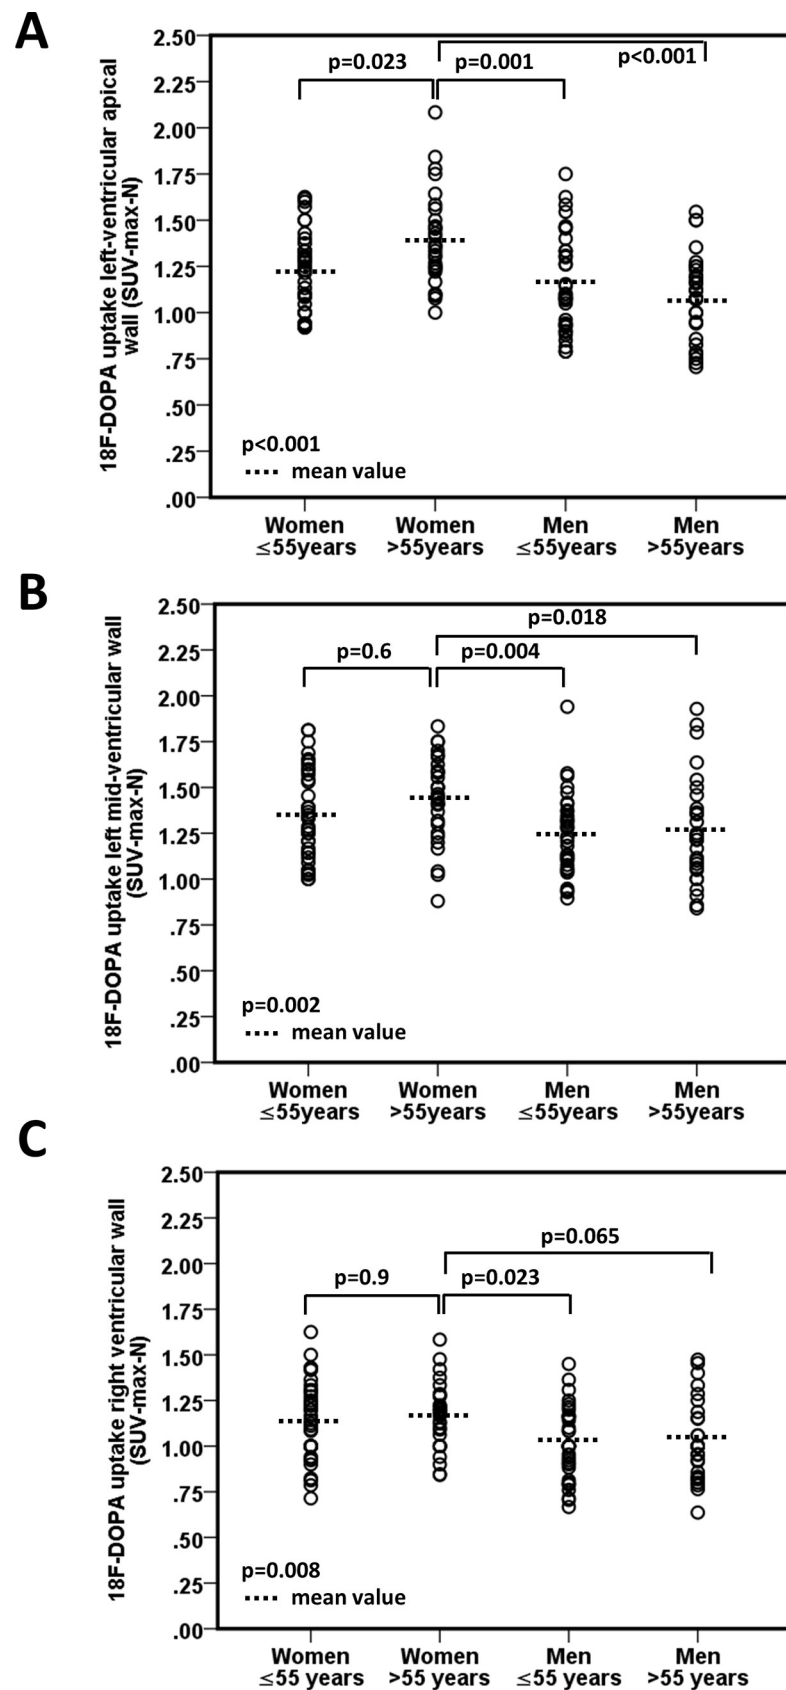 A
18F-DOPA uptake left-ventricular apical
wall (SUV-max-N)
2.50
2.25
2.00
1.75
1.50
1.25
1.00
.75
.50
.25
.00
p=0.023
p=0.001
p<0.001
p<0.001
mean value
Women
≤55years
Women
>55years
Men
≤55years
Men
>55years
B
18F-DOPA uptake left mid-ventricular wall
(SUV-max-N)
2.50
2.25
2.00
1.75
1.50
1.25
1.00
.75
.50
.25
.00
p=0.018
p=0.6
p=0.004
p=0.002
mean value
Women
≤55years
Women
>55years
Men
≤55years
Men
>55years
C
18F-DOPA uptake right ventricular wall
(SUV-max-N)
2.50
2.25
2.00
1.75
1.50
1.25
1.00
.75
.50
.25
.00
p=0.065
p=0.9
p=0.023
p=0.008
mean value
Women
≤55 years
Women
>55 years
Men
≤55 years
Men
>55 years